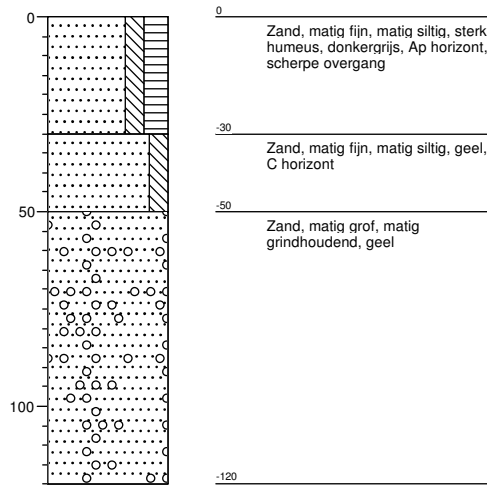 0
50
100
0
Zand, matig fijn, matig siltig, sterk
humeus, donkergrijs, Ap horizont,
scherpe overgang
-30
Zand, matig fijn, matig siltig, geel,
C horizont
-50
Zand, matig grof, matig
grindhoudend, geel
-120